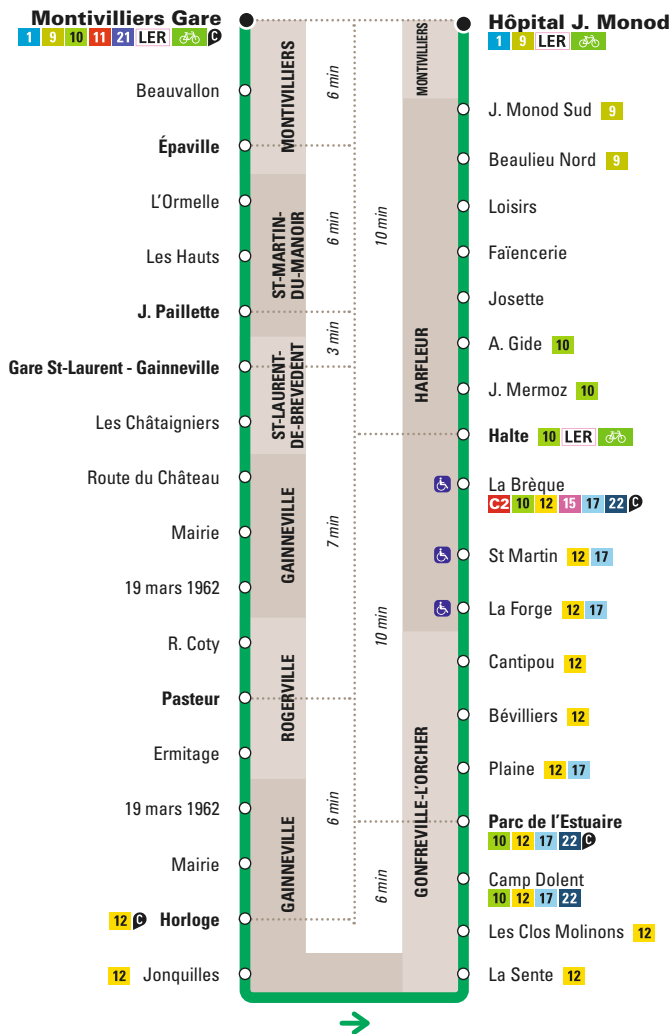 Montivilliers Gare
1 9 10 11 21 LER C
Beauvallon
Épaville
L'Ormelle
Les Hauts
J. Paillette
Gare St-Laurent - Gainneville
Les Châtaigniers
Route du Château
Mairie
19 mars 1962
R. Coty
Pasteur
Ermitage
19 mars 1962
Mairie
12 C Horloge
12 Jonquilles
MONTIVILLIERS
ST-MARTIN-
DU-MANOIR
ST-LAURENT-
DE-BREVEDENT
GAINNEVILLE
ROGERVILLE
GAINNEVILLE
6 min
6 min
3 min
7 min
6 min
10 min
10 min
6 min
MONTIVILLIERS
HARFLEUR
GONFREVILLE-L'ORCHER
Hôpital J. Monod
1 9 LER
J. Monod Sud 9
Beaulieu Nord 9
Loisirs
Faïencerie
Josette
A. Gide 10
J. Mermoz 10
Halte 10 LER
La Brèque
C2 10 12 15 17 22 C
St Martin 12 17
La Forge 12 17
Cantipou 12
Bévilliers 12
Plaine 12 17
Parc de l'Estuaire
10 12 17 22 C
Camp Dolent
10 12 17 22
Les Clos Molinons 12
La Sente 12